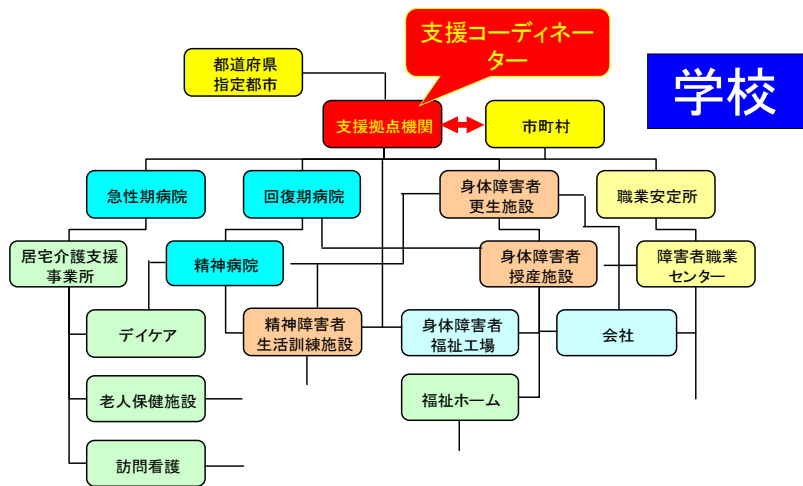 支援コーディネー
ター
都道府県
指定都市
学校
支援拠点機関
市町村
急性期病院
回復期病院
身体障害者
更生施設
職業安定所
居宅介護支援
事業所
精神病院
身体障害者
授産施設
障害者職業
センター
デイケア
精神障害者
生活訓練施設
身体障害者
福祉工場
会社
老人保健施設
福祉ホーム
訪問看護